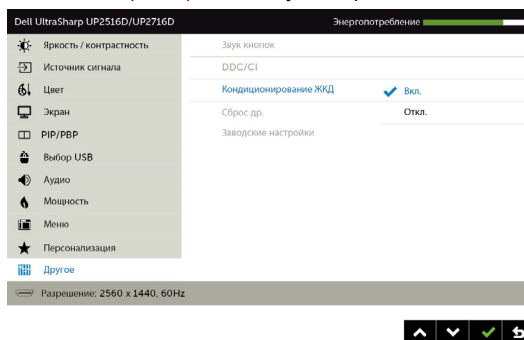 Dell UltraSharp UP2516D/UP2716D
Энергопотребление
Яркость / контрастность
Источник сигнала
Цвет
Экран
PIP/PBP
Выбор USB
Аудио
Мощность
Меню
Персонализация
Другое
Звук кнопок
DDC/CI
Кондиционирование ЖКД
Вкл.
Откл.
Сброс др.
Заводские настройки
Разрешение: 2560 x 1440, 60Hz